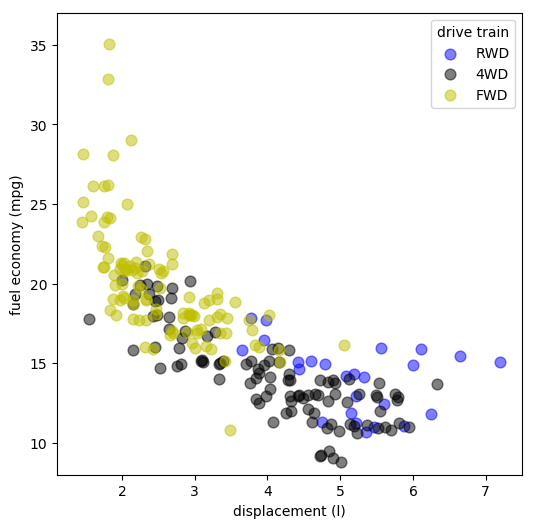 drive train
RWD
4WD
FWD
fuel economy (mpg)
35
30
25
20
15
10
2 3 4 5 6 7
displacement (l)